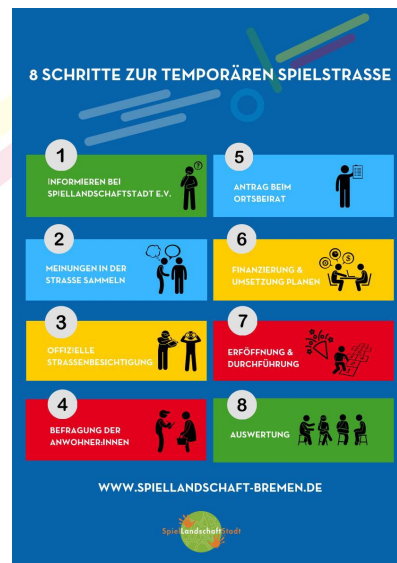 8 SCHRITTE ZUR TEMPORÄREN SPIELSTRASSE
1
INFORMIEREN BEI
SPIELLANDSCHAFTSTADT E.V.
?
2
MEINUNGEN IN DER
STRASSE SAMMELN
3
OFFIZIELLE
STRASSENBESICHTIGUNG
4
BEFRAGUNG DER
ANWOHNER:INNEN
5
ANTRAG BEIM
ORTSBEIRAT
6
FINANZIERUNG &
UMSETZUNG PLANEN
$
7
ERÖFFNUNG &
DURCHFÜHRUNG
8
AUSWERTUNG
WWW.SPIELLANDSCHAFT-BREMEN.DE
SpielLandschaftStadt